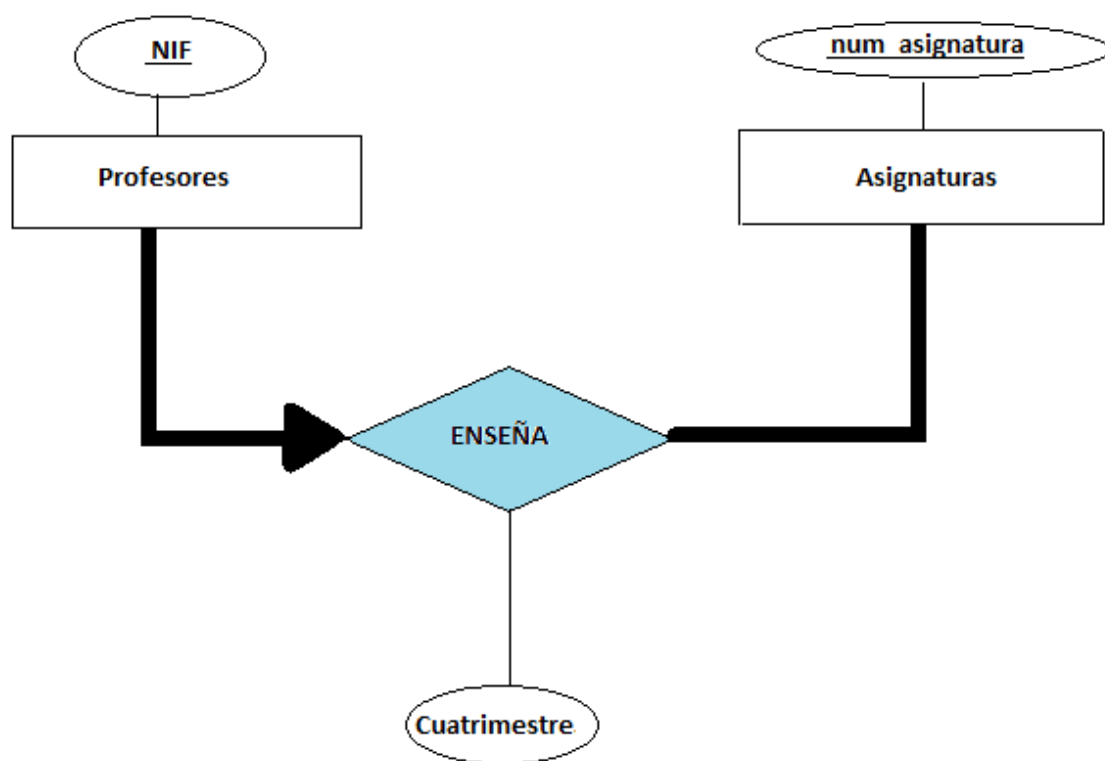 NIF
num_asignatura
Profesores
Asignaturas
ENSEÑA
Cuatrimestre